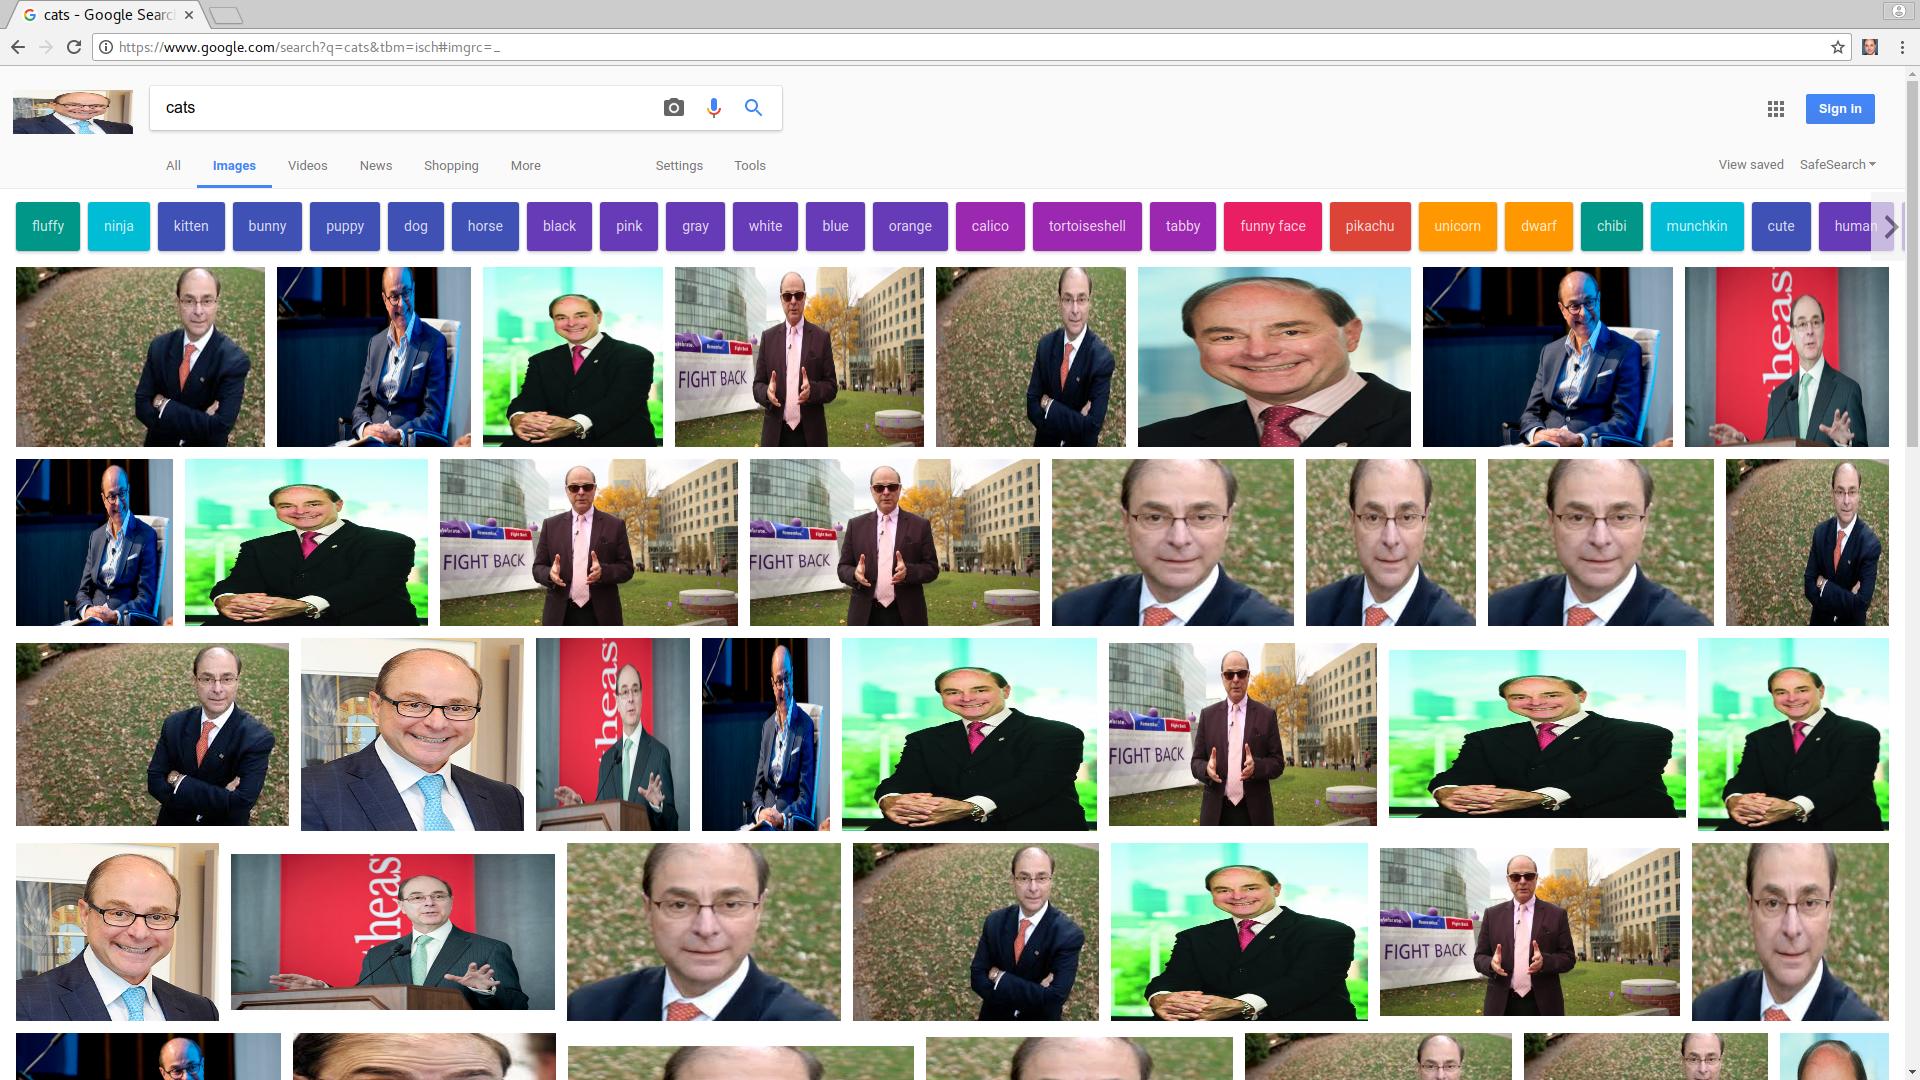 cats - Google Searc
https://www.google.com/search?q=cats&tbm=isch#imgrc=_
cats
Sign in
All Images Videos News Shopping More Settings Tools
View saved SafeSearch
fluffy ninja kitten bunny puppy dog horse black pink gray white blue orange calico tortoiseshell tabby funny face pikachu unicorn dwarf chibi munchkin cute human
FIGHT BACK
heas
FIGHT BACK
FIGHT BACK
heas
FIGHT BACK
heas
FIGHT BACK